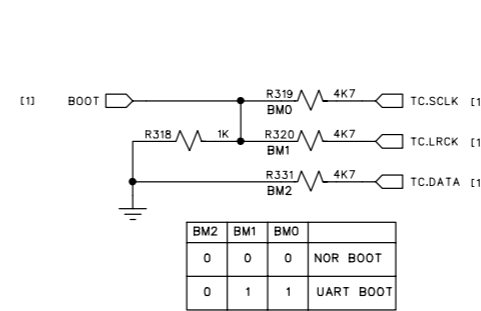 [1] BOOT R319 4K7 TC.SCLK [1
BM0
R318 1K R320 4K7 TC.LRCK [1
BM1
R331 4K7 TC.DATA [1
BM2
BM2 BM1 BM0
0 0 0 NOR BOOT
0 1 1 UART BOOT